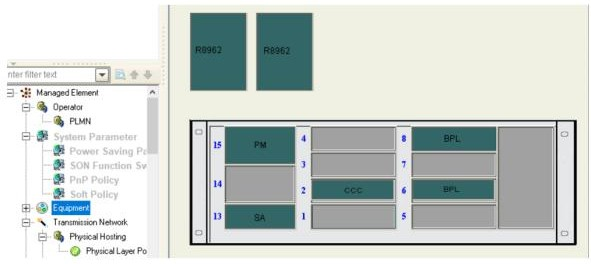 nter filter text
Managed Element
Operator
PLMN
System Parameter
Power Saving Pa
SON Function Sw
PnP Policy
Soft Policy
Equipment
Transmission Network
Physical Hosting
Physical Layer Po
R8962 R8962
15 PM 4 8 BPL
3 7
14 2 CCC 6 BPL
13 SA 1 5